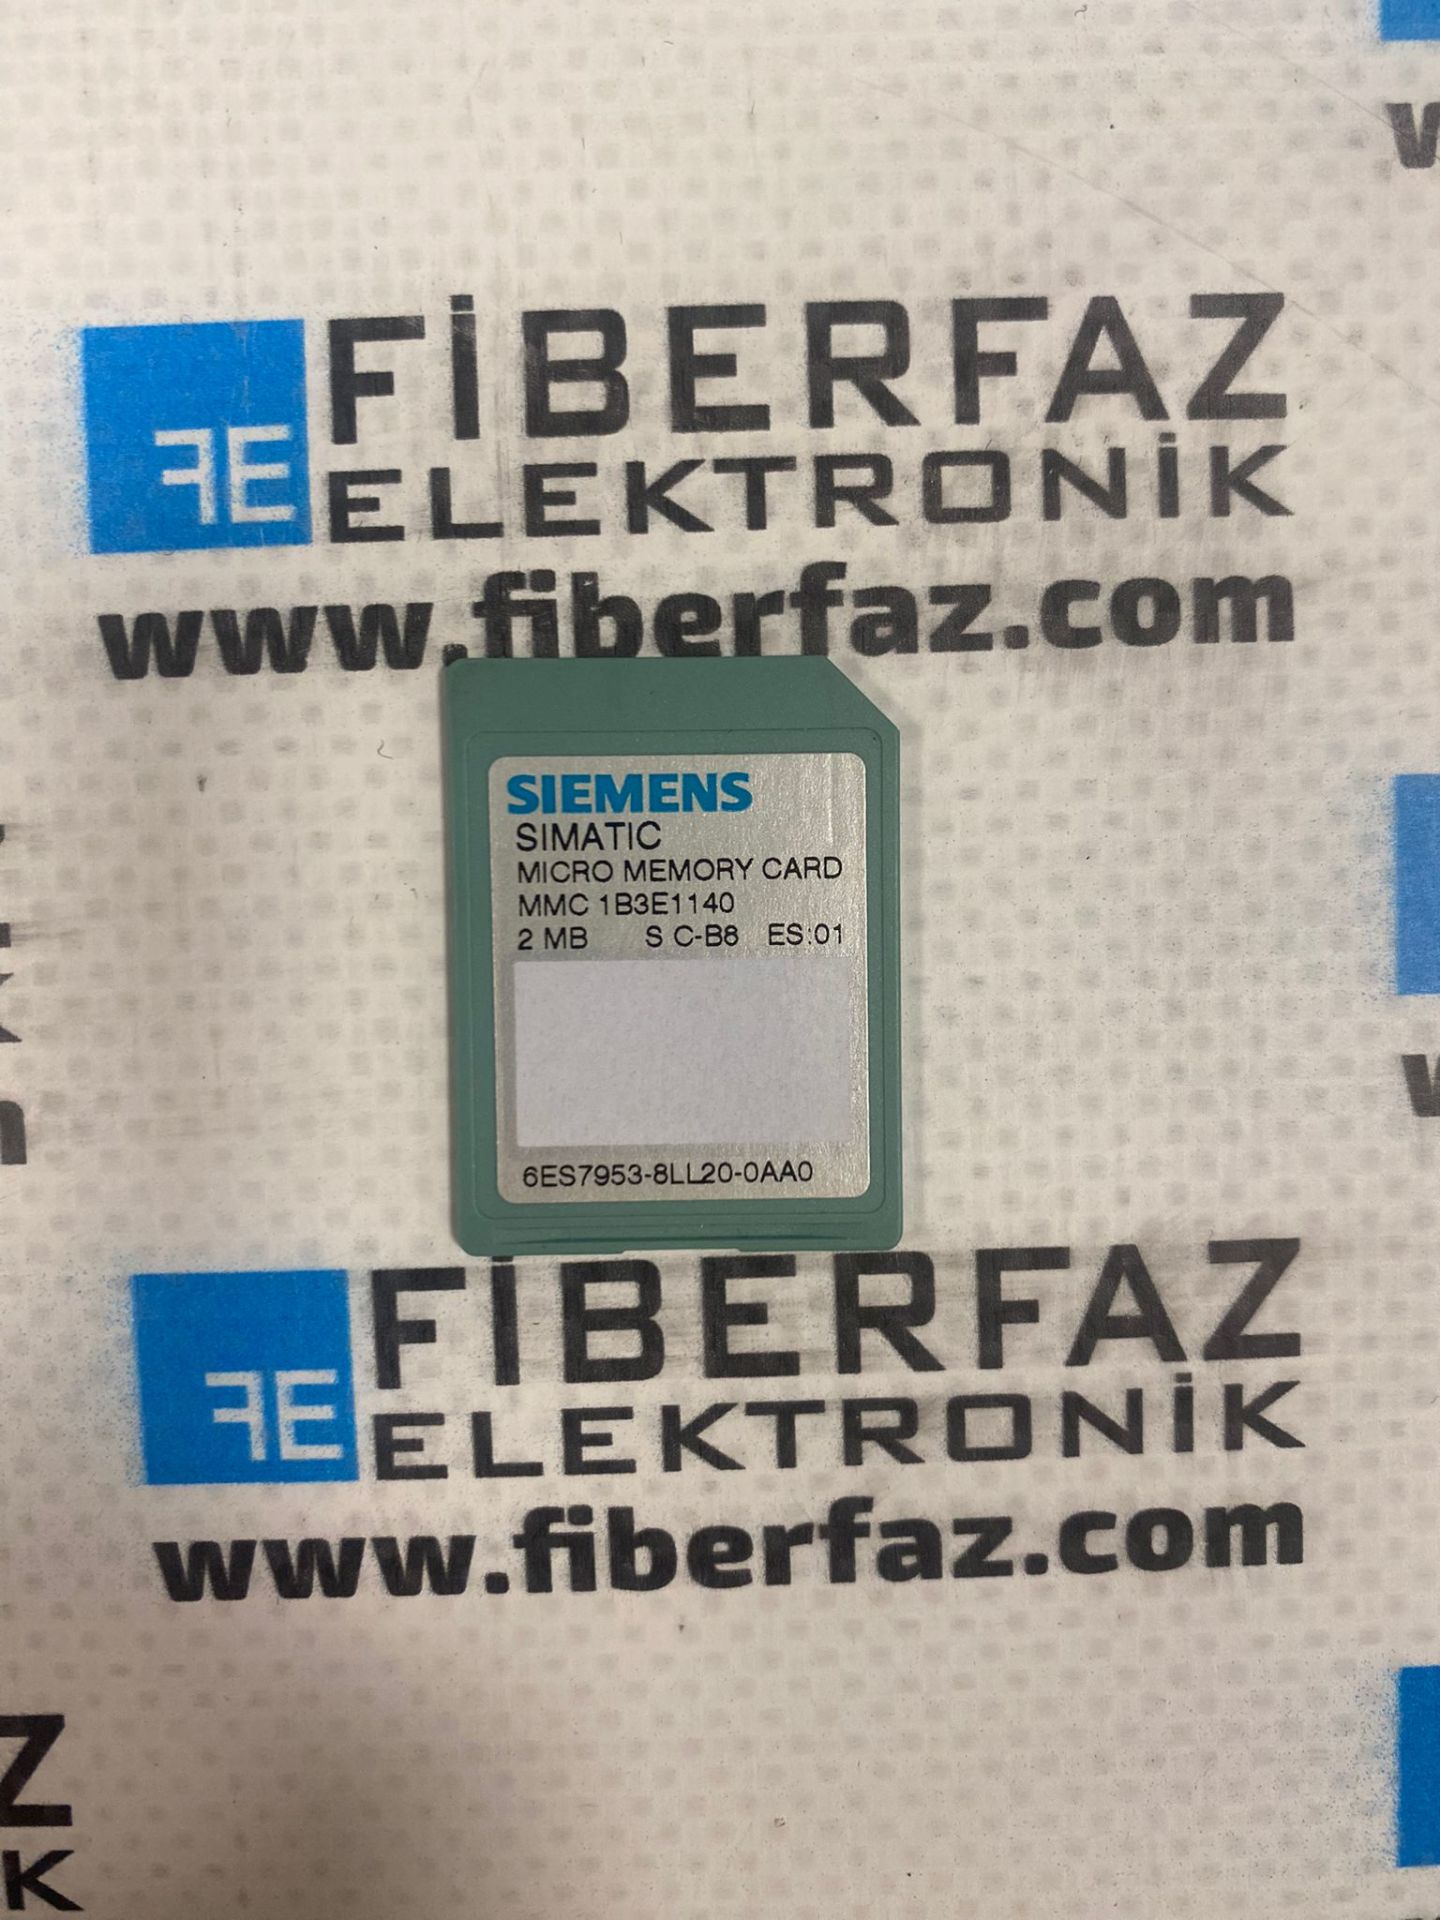 FİBERFAZ
FE ELEKTRONİK
www.fiberfaz.com
SIEMENS
SIMATIC
MICRO MEMORY CARD
MMC 1B3E1140
2 MB S C-B8 ES:01
6ES7953-8LL20-0AA0
FİBERFAZ
FE ELEKTRONİK
www.fiberfaz.com
Z
K